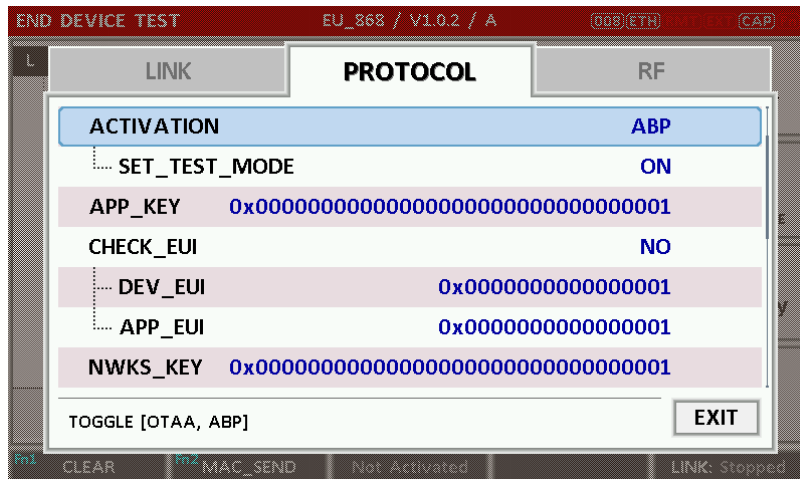 END DEVICE TEST EU_868 / V1.0.2 / A (008) (ETH) (CAP)
L
LINK PROTOCOL RF
ACTIVATION ABP
SET_TEST_MODE ON
APP_KEY 0x00000000000000000000000000000001
CHECK_EUI NO
DEV_EUI 0x0000000000000001
APP_EUI 0x0000000000000001
NWKS_KEY 0x00000000000000000000000000000001
TOGGLE [OTAA, ABP] EXIT
Fn1 CLEAR Fn2 MAC_SEND Not Activated LINK: Stopped